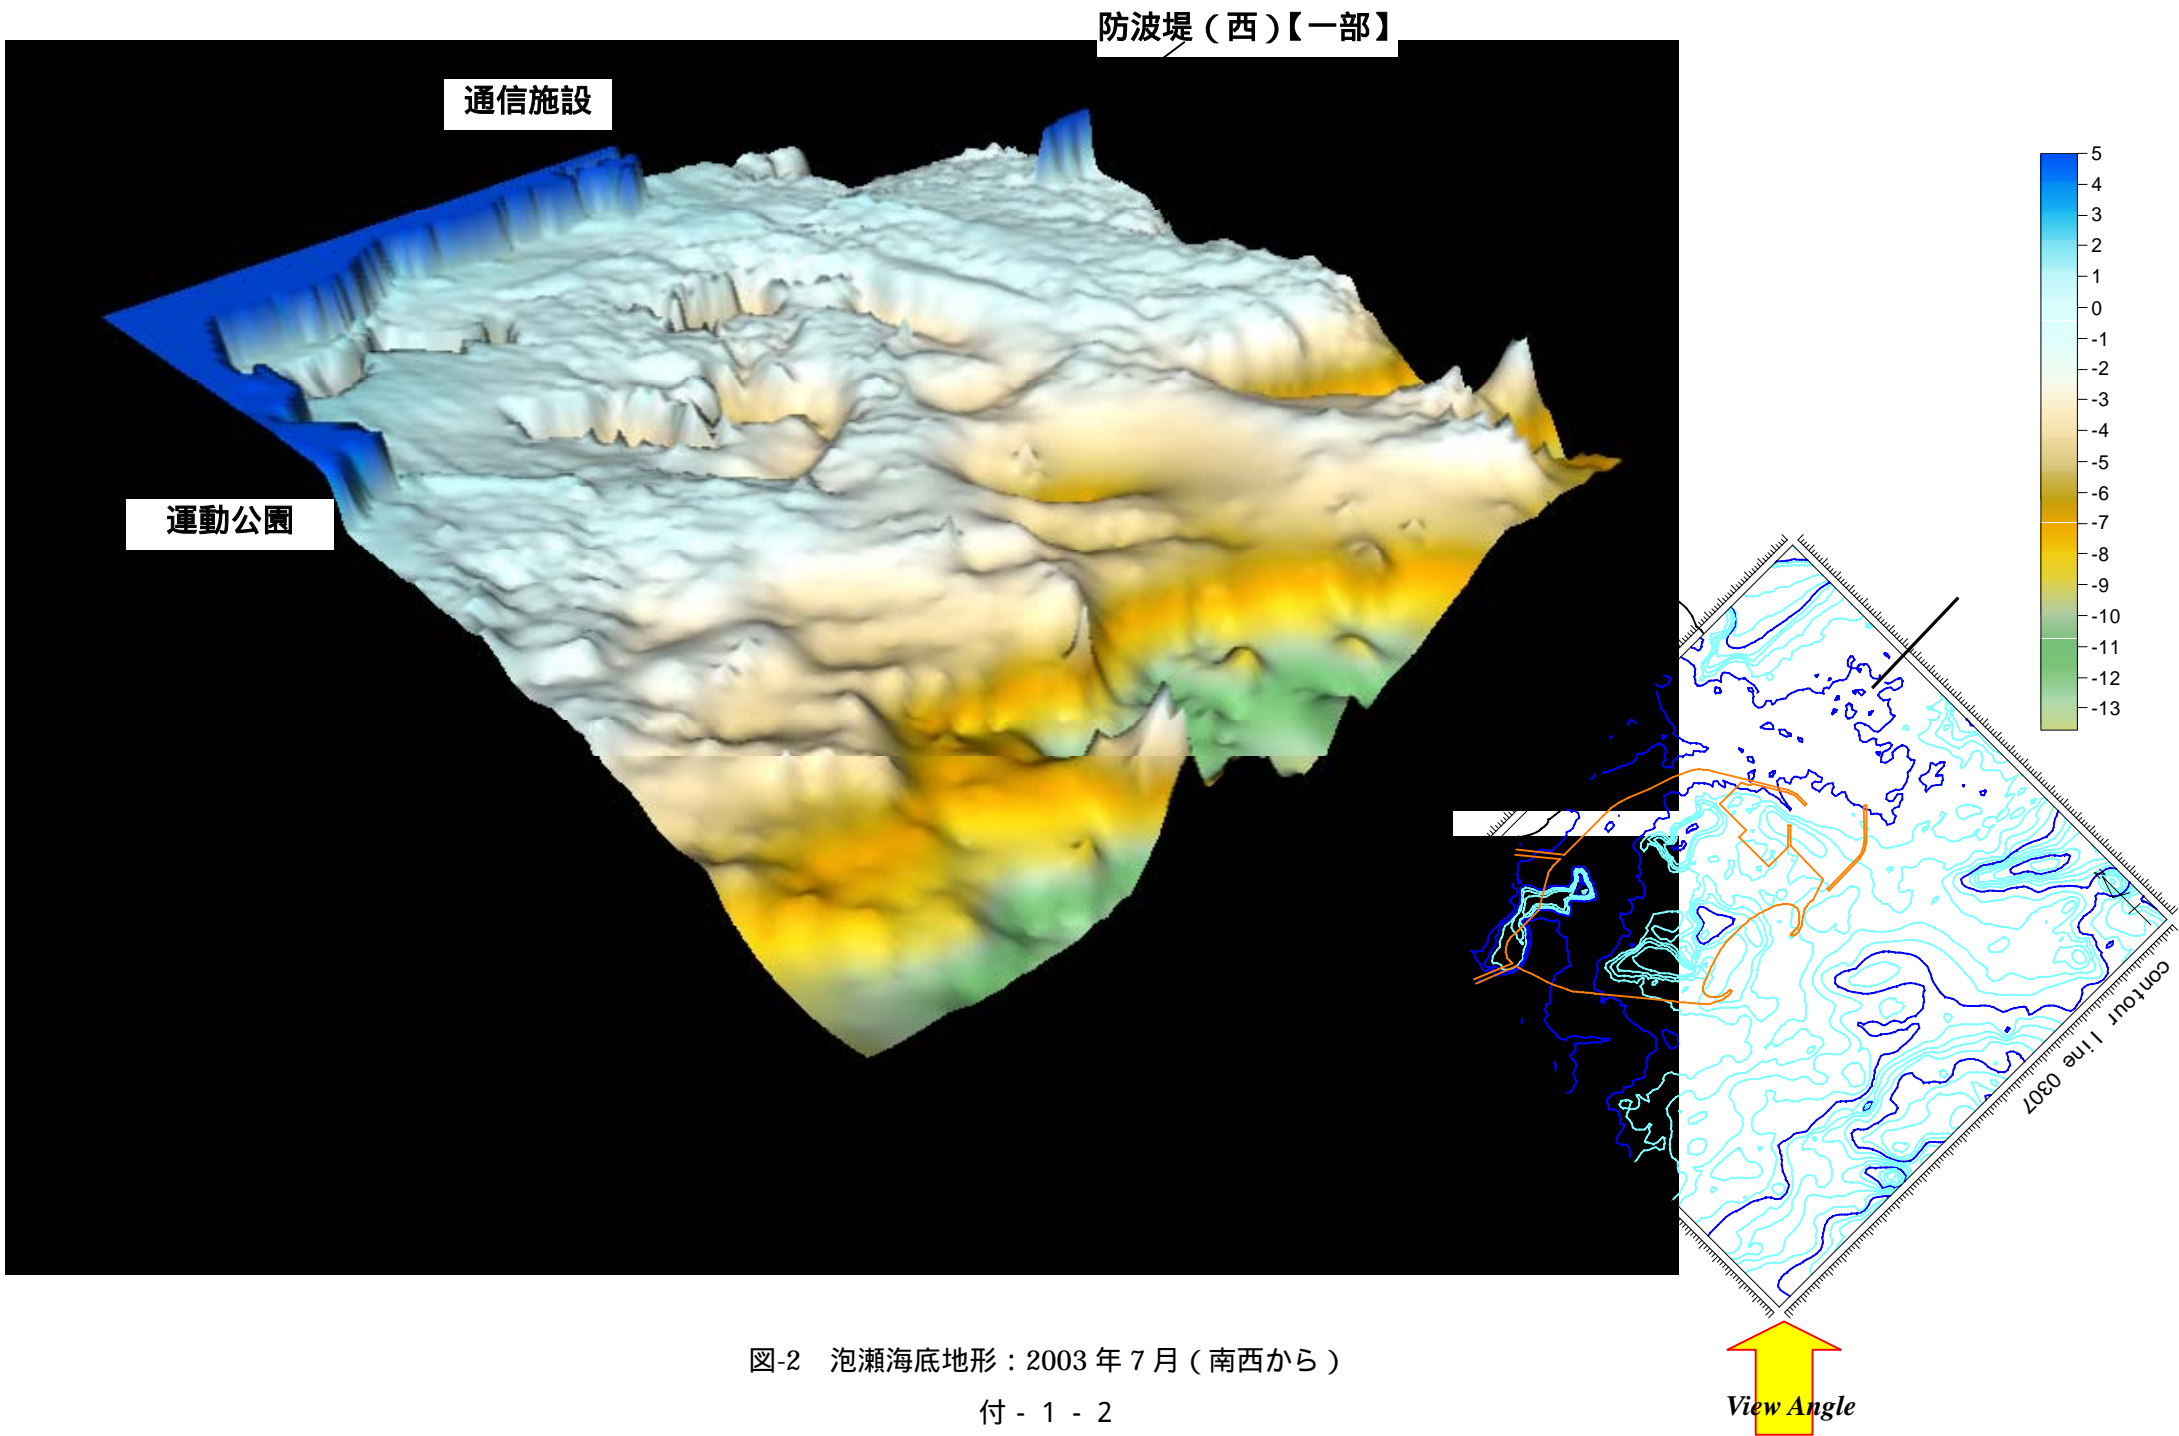 防波堤（西）【一部】
通信施設
運動公園
5
4
3
2
1
0
-1
-2
-3
-4
-5
-6
-7
-8
-9
-10
-11
-12
-13
contour line 0307
View Angle
図-2　泡瀬海底地形：2003 年 7 月（南西から）
付 - 1 - 2